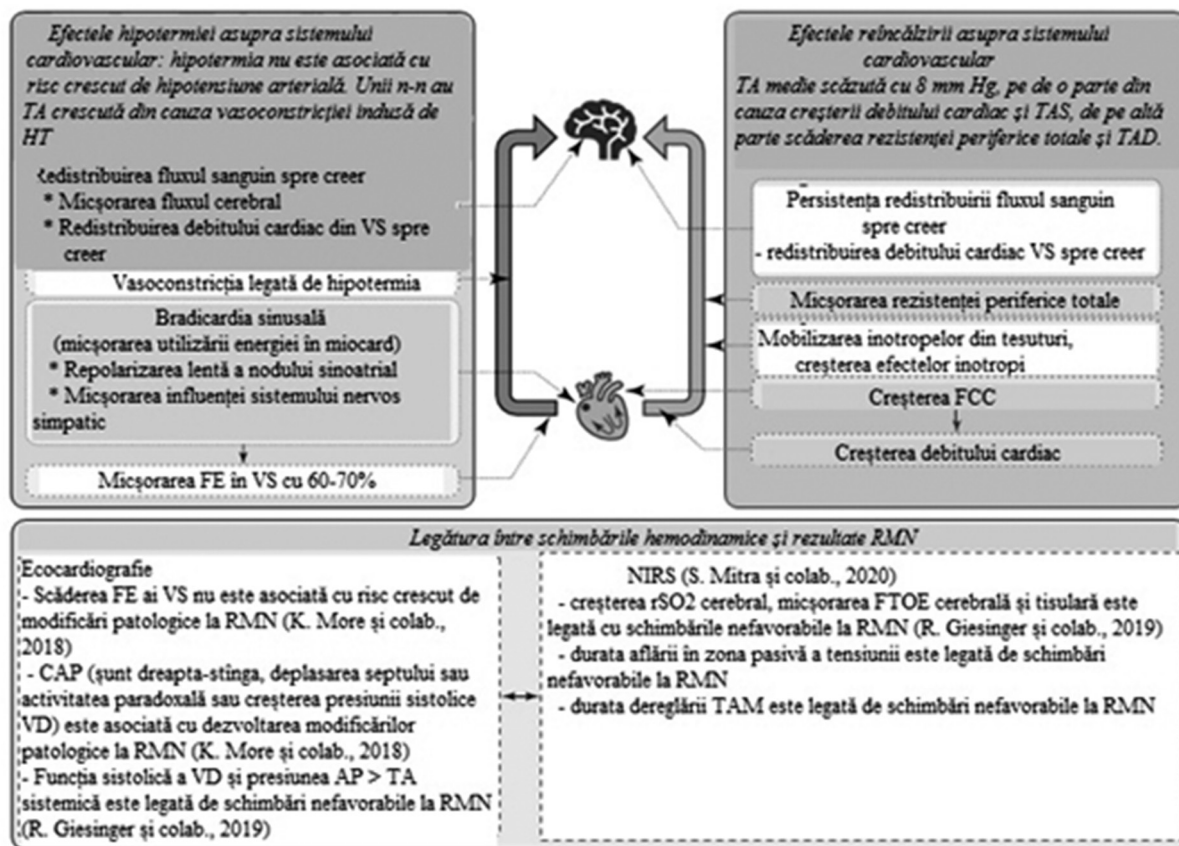 Efectele hipotermiei asupra sistemului
cardiovascular: hipotermia nu este asociată cu
risc crescut de hipotensiune arterială. Unii n-n au
TA crescută din cauza vasoconstricției indusă de
HT
Redistribuirea fluxul sanguin spre creer
* Micșorarea fluxul cerebral
* Redistribuirea debitului cardiac din VS spre
creer
Vasoconstricția legată de hipotermia
Bradicardia sinusală
(micșorarea utilizării energiei în miocard)
* Repolarizarea lentă a nodului sinoatrial
* Micșorarea influenței sistemului nervos
simpatic
Micșorarea FE în VS cu 60-70%
Efectele reîncălzirii asupra sistemului
cardiovascular
TA medie scăzută cu 8 mm Hg, pe de o parte din
cauza creșterii debitului cardiac și TAS, de pe altă
parte scăderea rezistenței periferice totale și TAD.
Persistența redistribuirii fluxul sanguin
spre creer
- redistribuirea debitului cardiac VS spre creer
Micșorarea rezistenței periferice totale
Mobilizarea inotropelor din tesuturi,
creșterea efectelor inotropi
Creșterea FCC
Creșterea debitului cardiac
Legătura între schimbările hemodinamice și rezultate RMN
Ecocardiografie
- Scăderea FE ai VS nu este asociată cu risc crescut de
modificări patologice la RMN (K. More și colab.,
2018)
- CAP (șunt dreapta-stînga, deplasarea septului sau
activitatea paradoxală sau creșterea presiunii sistolice
VD) este asociată cu dezvoltarea modificărilor
patologice la RMN (K. More și colab., 2018)
- Funcția sistolică a VD și presiunea AP > TA
sistemică este legată de schimbări nefavorabile la RMN
(R. Giesinger și colab., 2019)
NIRS (S. Mitra și colab., 2020)
- creșterea rSO2 cerebral, micșorarea FTOE cerebrală și tisulară este
legată cu schimbările nefavorabile la RMN (R. Giesinger și colab., 2019)
- durata aflării în zona pasivă a tensiunii este legată de schimbări
nefavorabile la RMN
- durata dereglării TAM este legată de schimbări nefavorabile la RMN